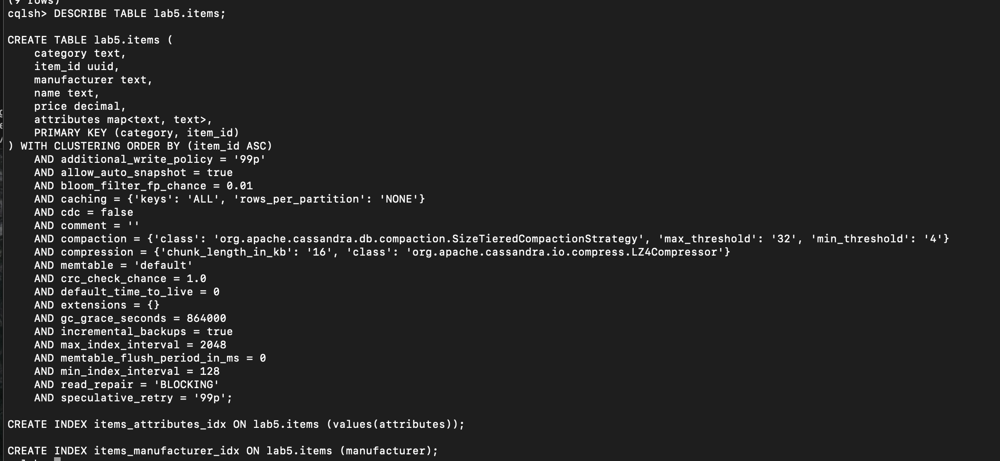 (9 rows)
cqlsh> DESCRIBE TABLE lab5.items;
CREATE TABLE lab5.items (
    category text,
    item_id uuid,
    manufacturer text,
    name text,
    price decimal,
    attributes map<text, text>,
    PRIMARY KEY (category, item_id)
) WITH CLUSTERING ORDER BY (item_id ASC)
    AND additional_write_policy = '99p'
    AND allow_auto_snapshot = true
    AND bloom_filter_fp_chance = 0.01
    AND caching = {'keys': 'ALL', 'rows_per_partition': 'NONE'}
    AND cdc = false
    AND comment = ''
    AND compaction = {'class': 'org.apache.cassandra.db.compaction.SizeTieredCompactionStrategy', 'max_threshold': '32', 'min_threshold': '4'}
    AND compression = {'chunk_length_in_kb': '16', 'class': 'org.apache.cassandra.io.compress.LZ4Compressor'}
    AND memtable = 'default'
    AND crc_check_chance = 1.0
    AND default_time_to_live = 0
    AND extensions = {}
    AND gc_grace_seconds = 864000
    AND incremental_backups = true
    AND max_index_interval = 2048
    AND memtable_flush_period_in_ms = 0
    AND min_index_interval = 128
    AND read_repair = 'BLOCKING'
    AND speculative_retry = '99p';
CREATE INDEX items_attributes_idx ON lab5.items (values(attributes));
CREATE INDEX items_manufacturer_idx ON lab5.items (manufacturer);